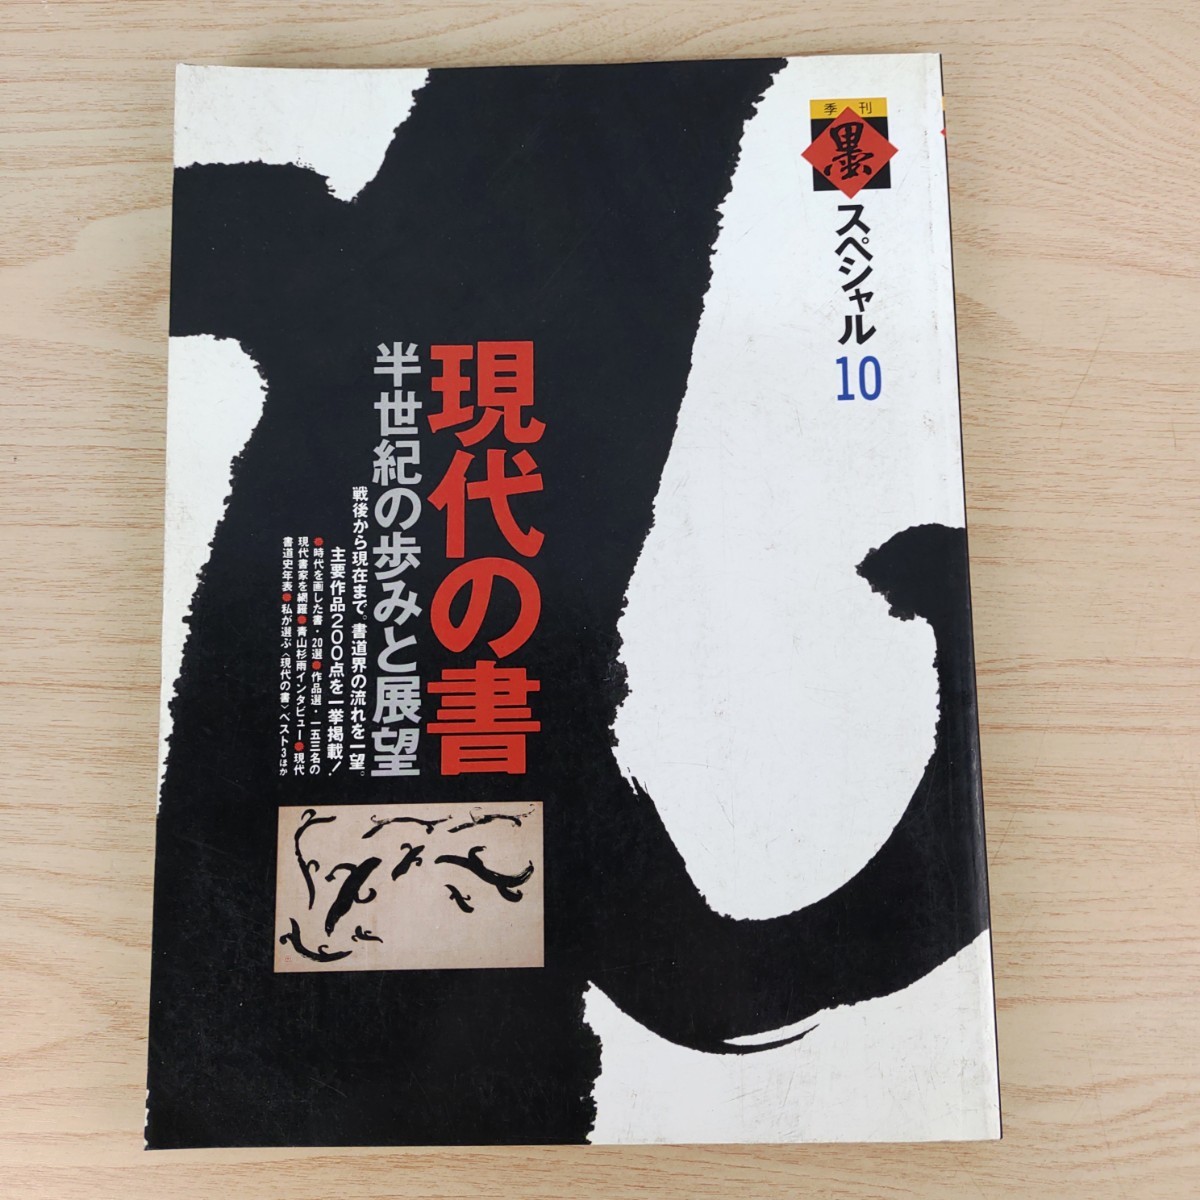 季刊
墨
スペシャル
10
現代の書
半世紀の歩みと展望
戦後から現在まで。書道界の流れを一望。
主要作品200点を一挙掲載!
●時代を画した書・20選●作品選・一五三名の
現代書家を網羅●青山杉雨インタビュー●現代
書道史年表●私が選ぶ〈現代の書〉ベスト3ほか